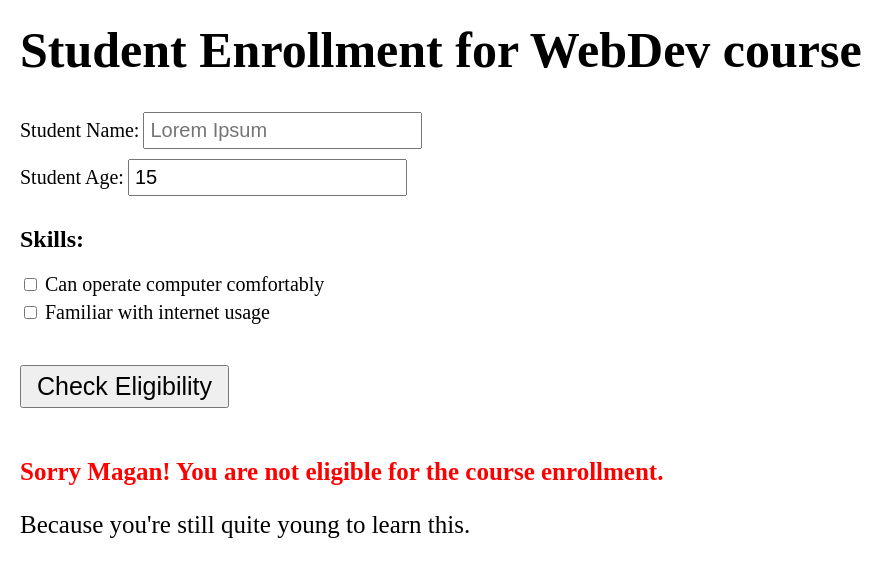 Student Enrollment for WebDev course
Student Name: Lorem Ipsum
Student Age: 15
Skills:
Can operate computer comfortably
Familiar with internet usage
Check Eligibility
Sorry Magan! You are not eligible for the course enrollment.
Because you're still quite young to learn this.